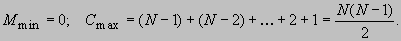 M_min = 0;   C_max = (N − 1) + (N − 2) + … + 2 + 1 = N(N − 1)/2.